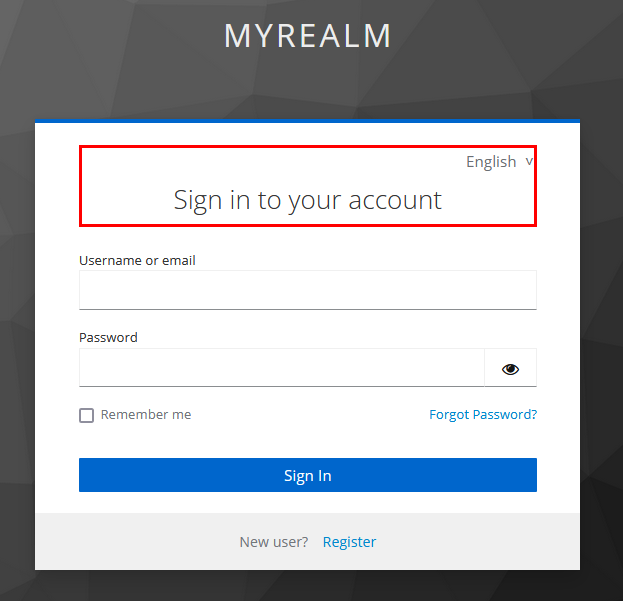 MYREALM
English v
Sign in to your account
Username or email
Password
Remember me Forgot Password?
Sign In
New user? Register